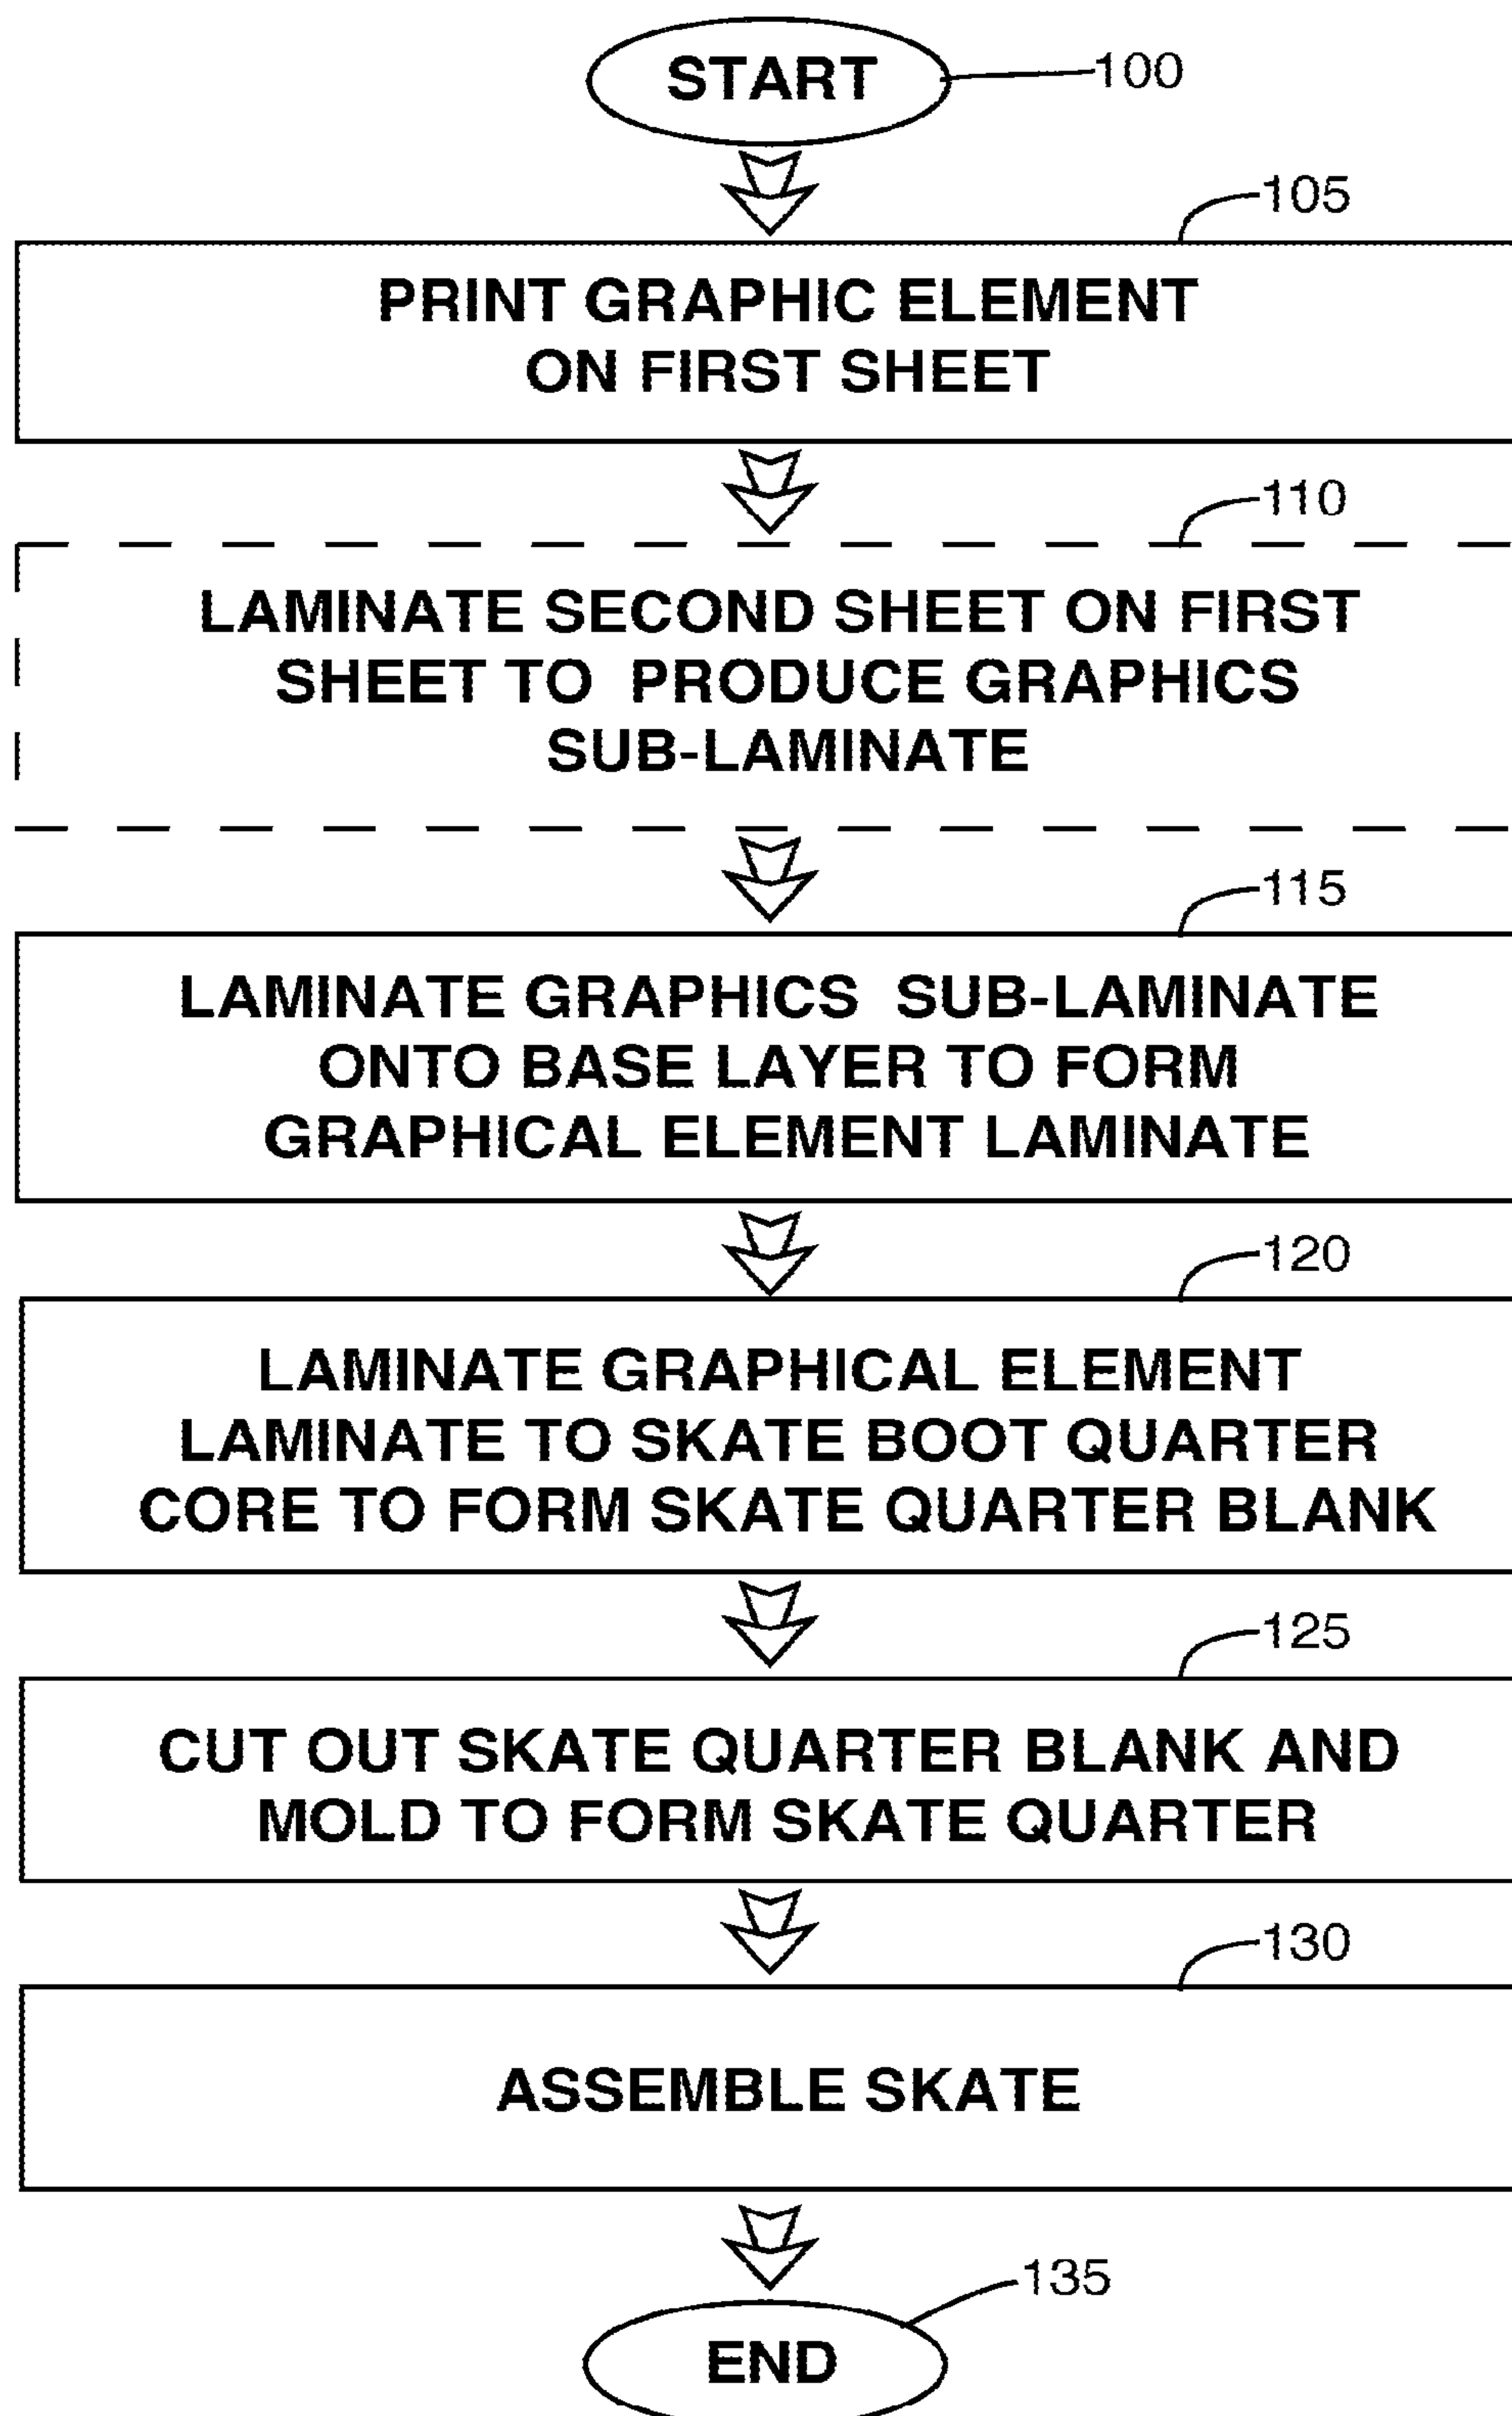 START
100
105
PRINT GRAPHIC ELEMENT
ON FIRST SHEET
110
LAMINATE SECOND SHEET ON FIRST
SHEET TO PRODUCE GRAPHICS
SUB-LAMINATE
115
LAMINATE GRAPHICS SUB-LAMINATE
ONTO BASE LAYER TO FORM
GRAPHICAL ELEMENT LAMINATE
120
LAMINATE GRAPHICAL ELEMENT
LAMINATE TO SKATE BOOT QUARTER
CORE TO FORM SKATE QUARTER BLANK
125
CUT OUT SKATE QUARTER BLANK AND
MOLD TO FORM SKATE QUARTER
130
ASSEMBLE SKATE
135
END